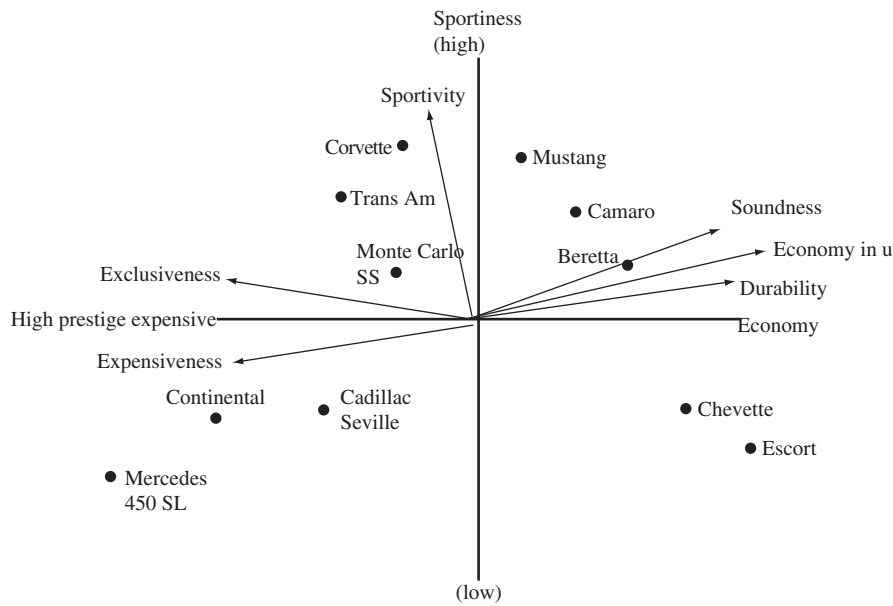 Sportiness
(high)
Sportivity
Corvette
Mustang
Trans Am
Camaro
Soundness
Monte Carlo
SS
Beretta
Economy in u
Exclusiveness
Durability
High prestige expensive
Economy
Expensiveness
Continental
Cadillac
Seville
Chevette
Escort
Mercedes
450 SL
(low)